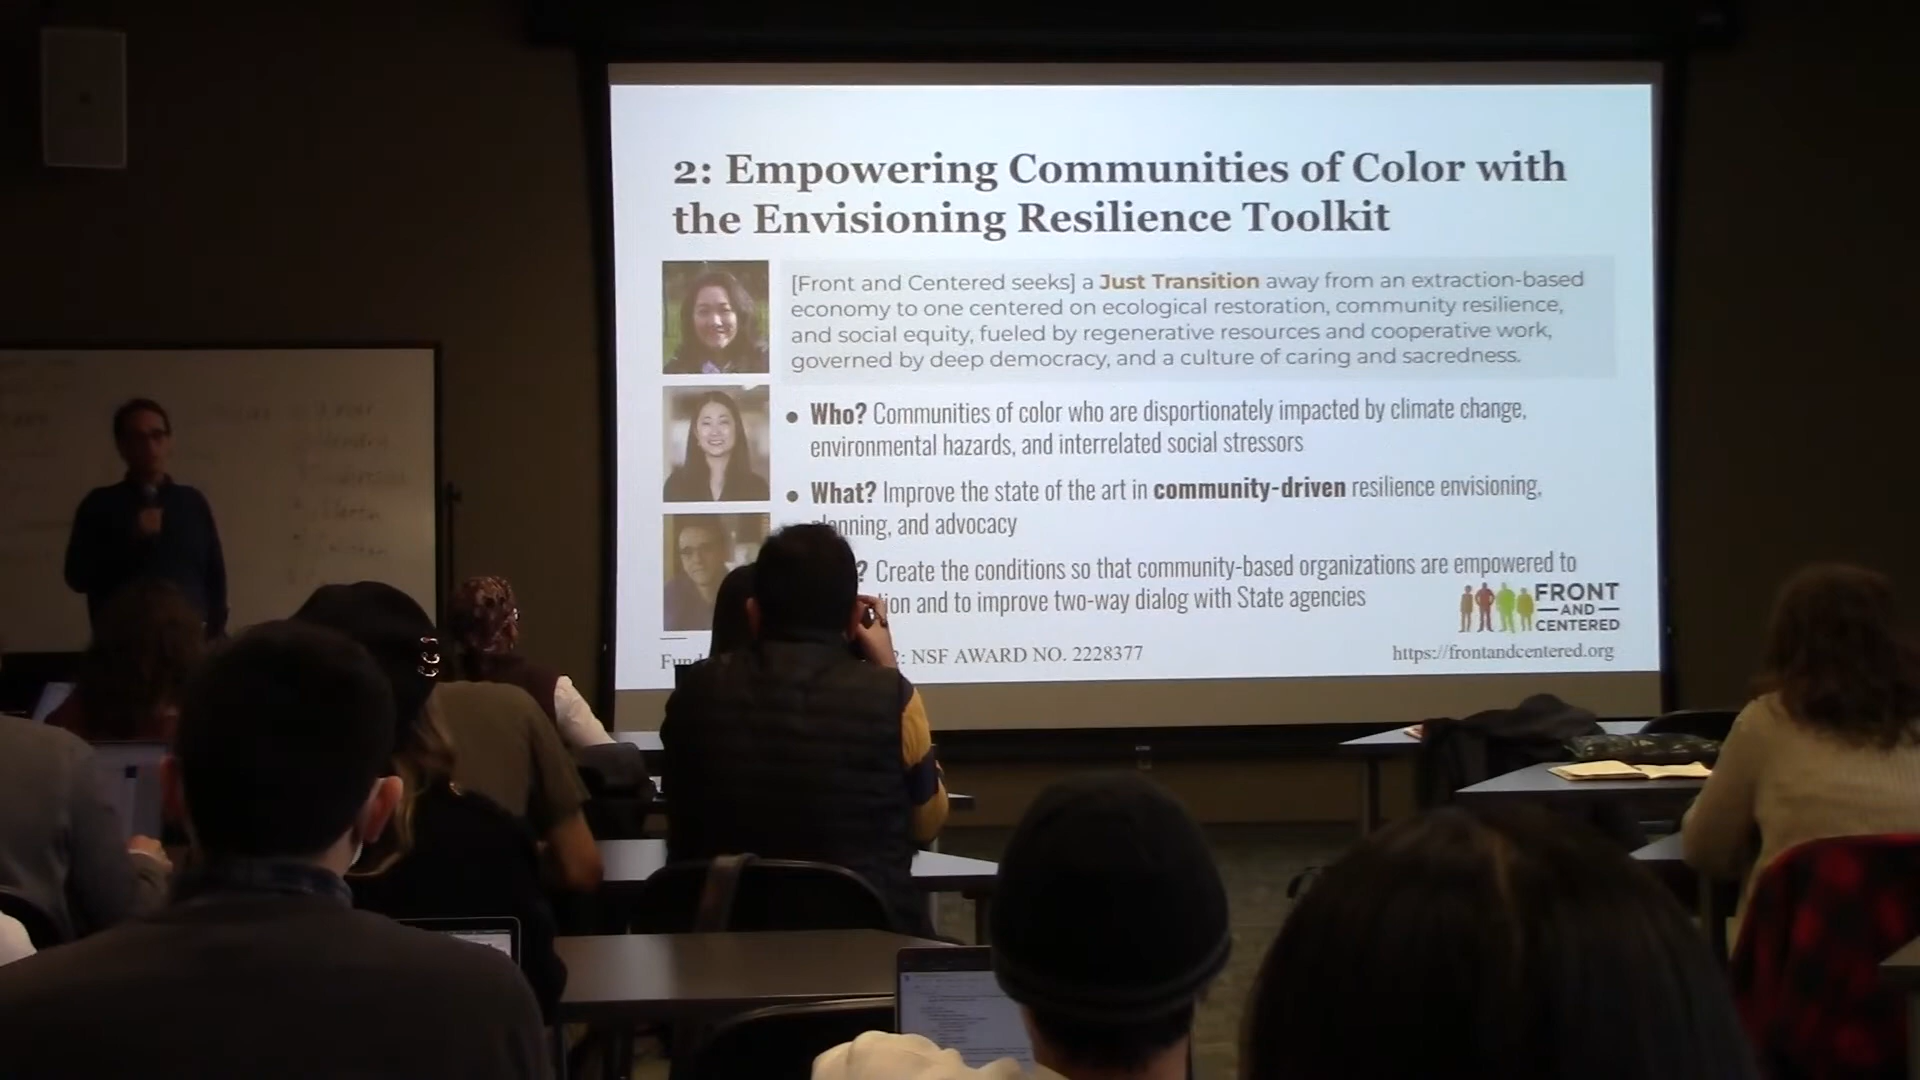 2: Empowering Communities of Color with
the Envisioning Resilience Toolkit
[Front and Centered seeks] a Just Transition away from an extraction-based
economy to one centered on ecological restoration, community resilience,
and social equity, fueled by regenerative resources and cooperative work,
governed by deep democracy, and a culture of caring and sacredness.
● Who? Communities of color who are disportionately impacted by climate change,
environmental hazards, and interrelated social stressors
● What? Improve the state of the art in community-driven resilience envisioning,
and advocacy
? Create the conditions so that community-based organizations are empowered to
and to improve two-way dialog with State agencies
FRONT
AND
CENTERED
: NSF AWARD NO. 2228377
https://frontandcentered.org